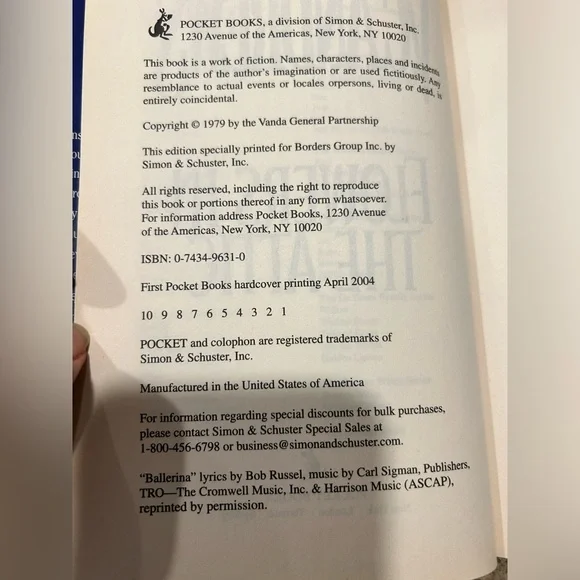 POCKET BOOKS, a division of Simon & Schuster, Inc.
1230 Avenue of the Americas, New York, NY 10020
This book is a work of fiction. Names, characters, places and incidents
are products of the author's imagination or are used fictitiously. Any
resemblance to actual events or locales orpersons, living or dead, is
entirely coincidental.
Copyright © 1979 by the Vanda General Partnership
This edition specially printed for Borders Group Inc. by
Simon & Schuster, Inc.
All rights reserved, including the right to reproduce
this book or portions thereof in any form whatsoever.
For information address Pocket Books, 1230 Avenue
of the Americas, New York, NY 10020
ISBN: 0-7434-9631-0
First Pocket Books hardcover printing April 2004
10 9 8 7 6 5 4 3 2 1
POCKET and colophon are registered trademarks of
Simon & Schuster, Inc.
Manufactured in the United States of America
For information regarding special discounts for bulk purchases,
please contact Simon & Schuster Special Sales at
1-800-456-6798 or business@simonandschuster.com.
“Ballerina” lyrics by Bob Russel, music by Carl Sigman, Publishers,
TRO—The Cromwell Music, Inc. & Harrison Music (ASCAP),
reprinted by permission.